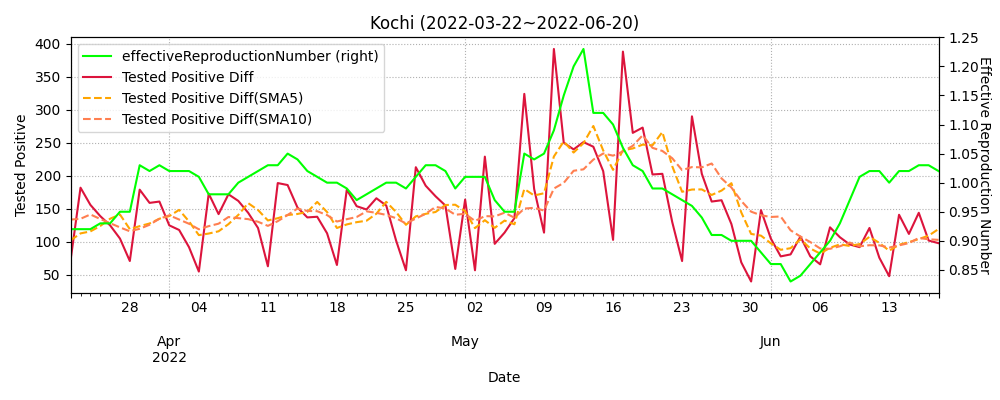 Kochi (2022-03-22~2022-06-20)
effectiveReproductionNumber (right)
Tested Positive Diff
Tested Positive Diff(SMA5)
Tested Positive Diff(SMA10)
Tested Positive
400
350
300
250
200
150
100
50
1.25
1.20
1.15
1.10
1.05
1.00
0.95
0.90
0.85
Effective Reproduction Number
28 04 11 18 25 02 09 16 23 30 06 13
Apr May Jun
2022
Date